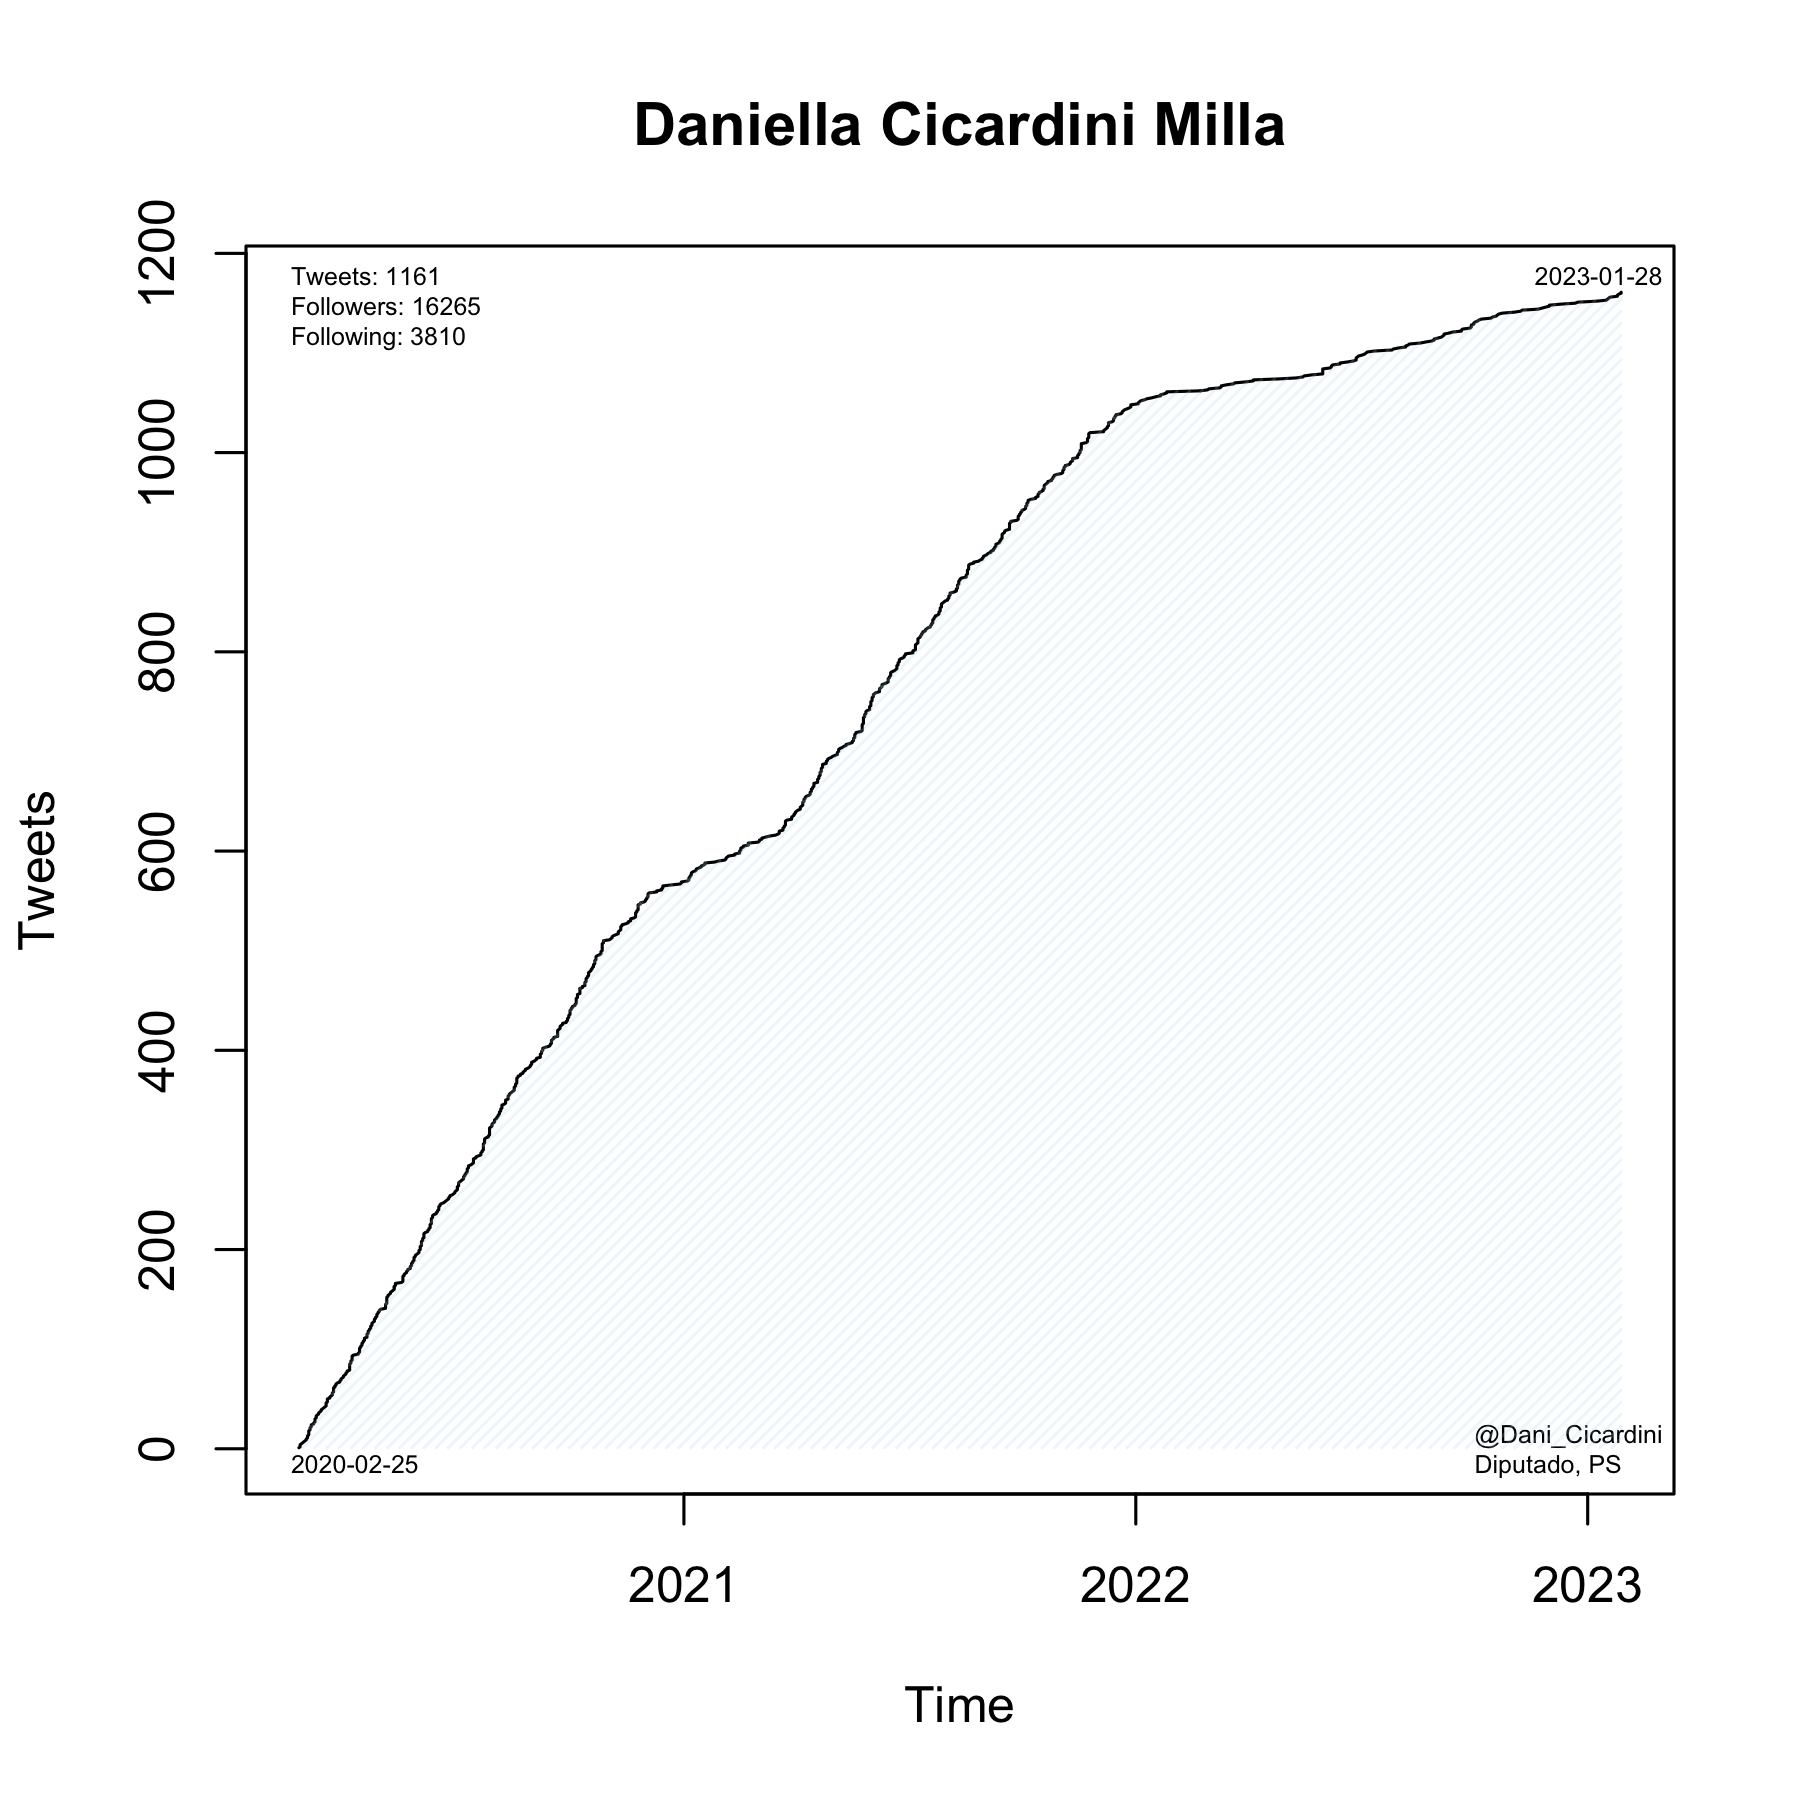 Daniella Cicardini Milla
Tweets: 1161
Followers: 16265
Following: 3810
2023-01-28
1200
1000
800
600
400
200
0
Tweets
2020-02-25
@Dani_Cicardini
Diputado, PS
2021
2022
2023
Time